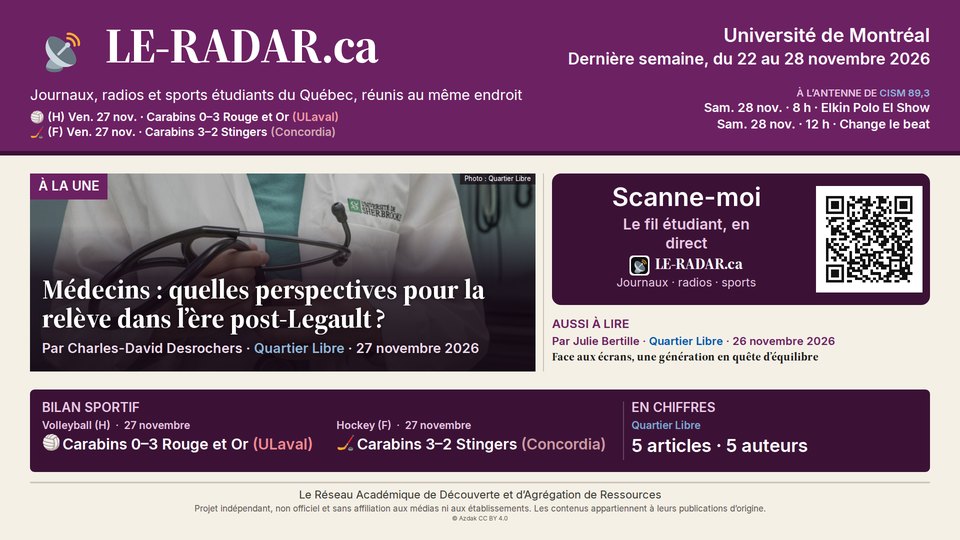 LE-RADAR.ca
Journaux, radios et sports étudiants du Québec, réunis au même endroit
(H) Ven. 27 nov. · Carabins 0–3 Rouge et Or (ULaval)
(F) Ven. 27 nov. · Carabins 3–2 Stingers (Concordia)
Université de Montréal
Dernière semaine, du 22 au 28 novembre 2026
À L'ANTENNE DE CISM 89,3
Sam. 28 nov. · 8 h · Elkin Polo El Show
Sam. 28 nov. · 12 h · Change le beat
À LA UNE
Photo : Quartier Libre
UNIVERSITÉ DE
SHERBROOKE
Médecins : quelles perspectives pour la
relève dans l'ère post-Legault ?
Par Charles-David Desrochers · Quartier Libre · 27 novembre 2026
Scanne-moi
Le fil étudiant, en
direct
LE-RADAR.ca
Journaux · radios · sports
AUSSI À LIRE
Par Julie Bertille · Quartier Libre · 26 novembre 2026
Face aux écrans, une génération en quête d'équilibre
BILAN SPORTIF
Volleyball (H) · 27 novembre
Carabins 0–3 Rouge et Or (ULaval)
Hockey (F) · 27 novembre
Carabins 3–2 Stingers (Concordia)
EN CHIFFRES
Quartier Libre
5 articles · 5 auteurs
Le Réseau Académique de Découverte et d'Agrégation de Ressources
Projet indépendant, non officiel et sans affiliation aux médias ni aux établissements. Les contenus appartiennent à leurs publications d'origine.
© Azdak CC BY 4.0